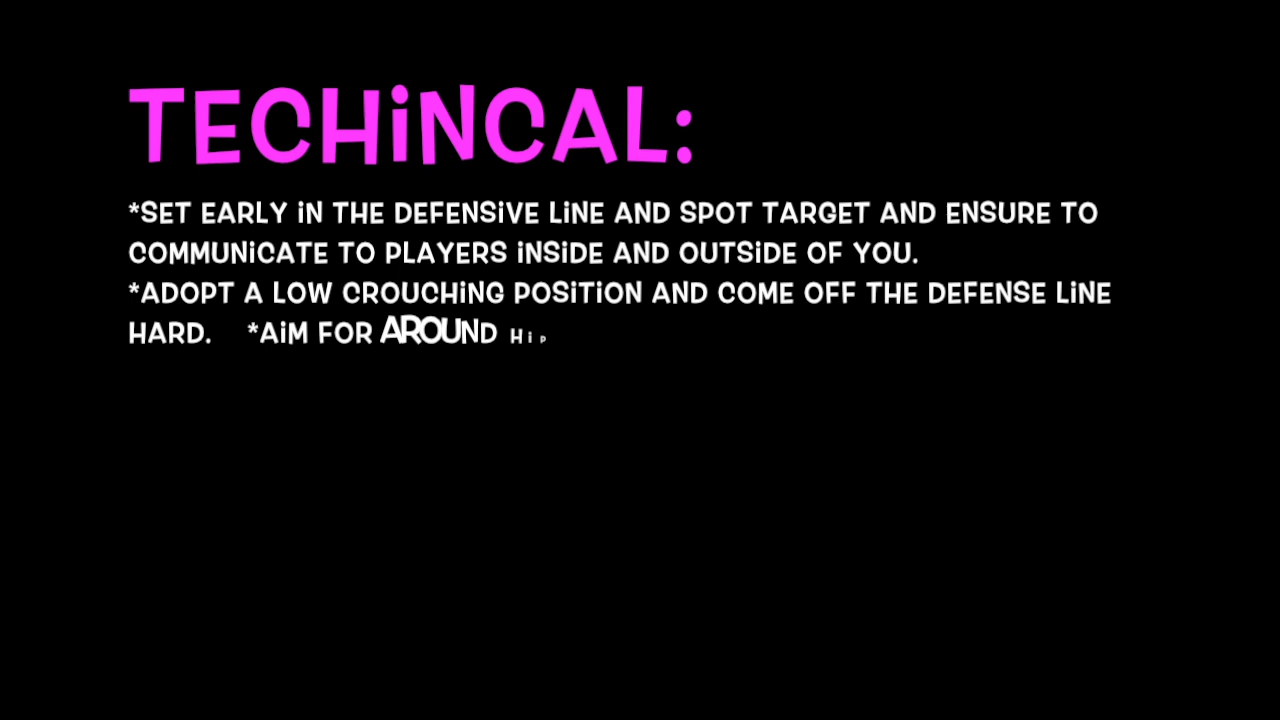 TECHiNCAL:
*SET EARLY iN THE DEFENSiVE LiNE AND SPOT TARGET AND ENSURE TO
COMMUNiCATE TO PLAYERS iNSiDE AND OUTSiDE OF YOU.
*ADOPT A LOW CROUCHiNG POSiTiON AND COME OFF THE DEFENSE LiNE
HARD. *AiM FOR AROUND HiP